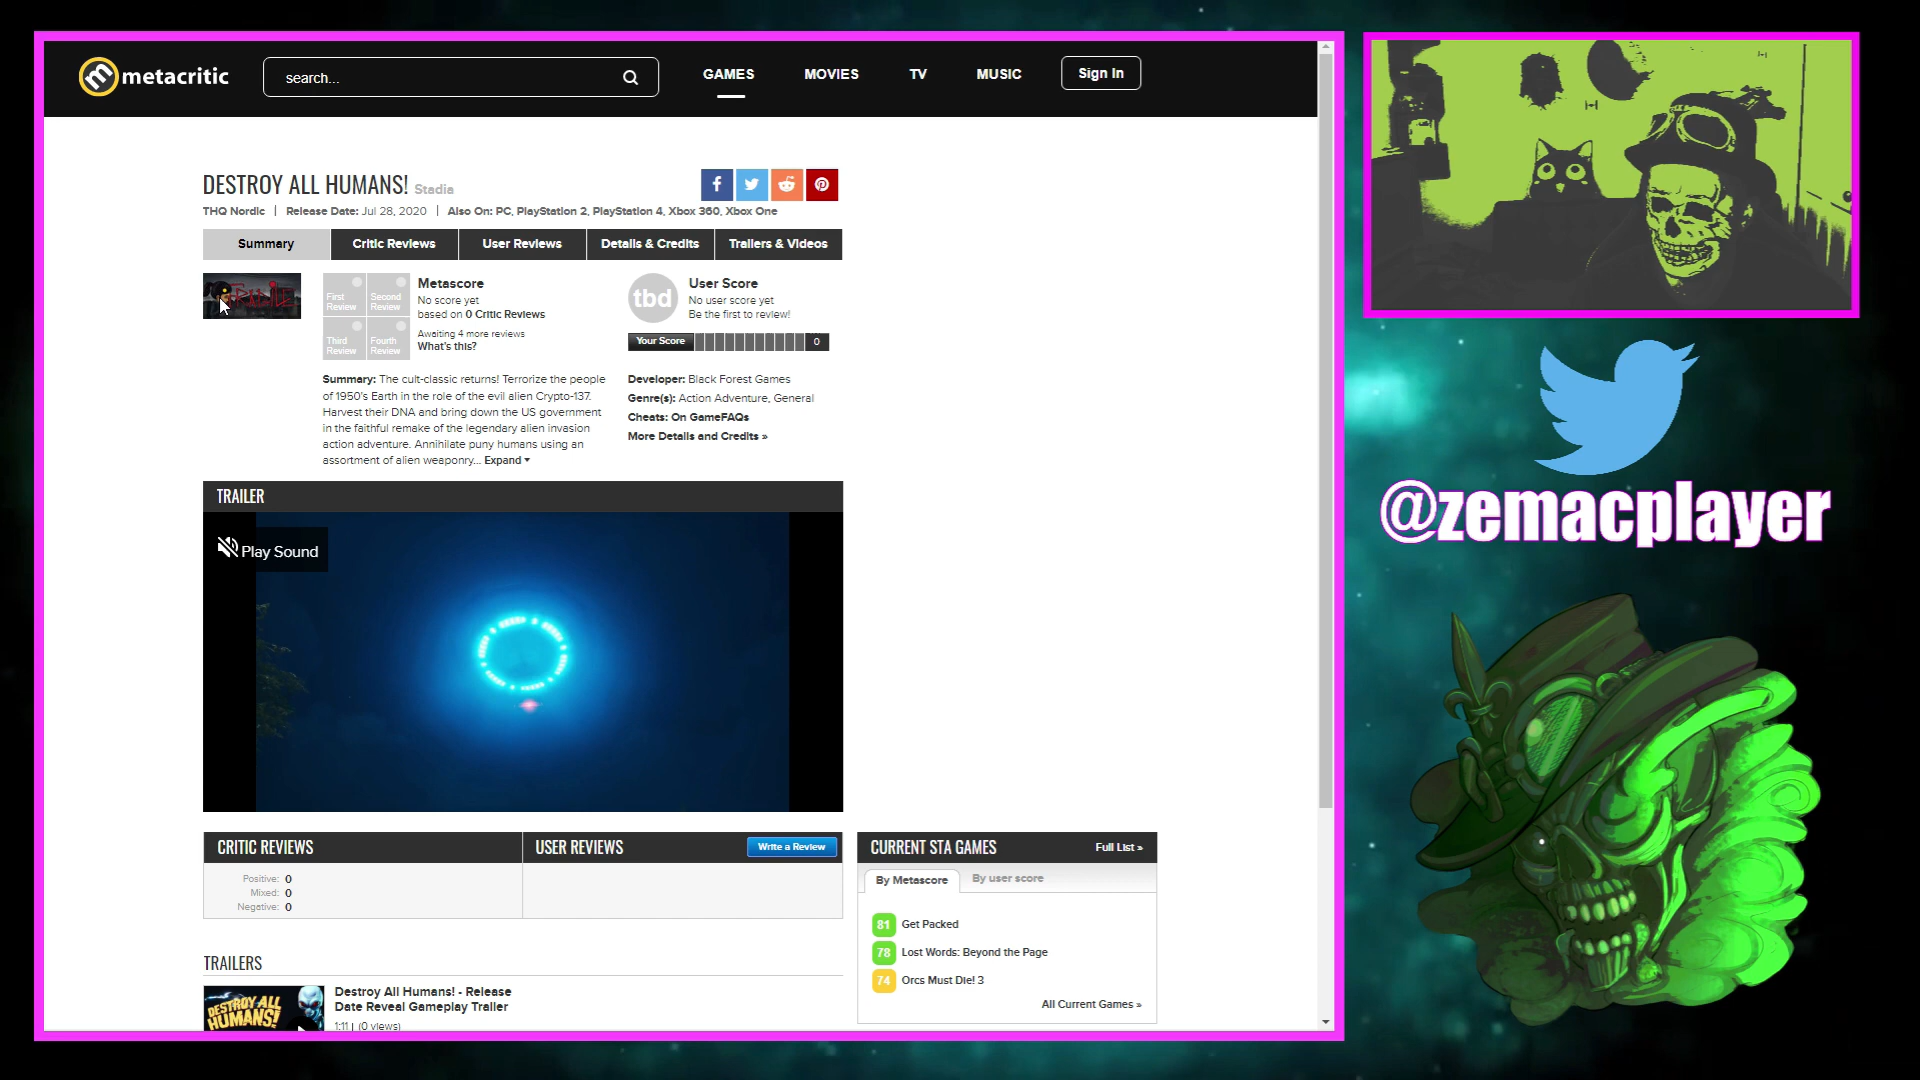 metacritic
search...
GAMES
MOVIES
TV
MUSIC
Sign In
DESTROY ALL HUMANS! Stadia
THQ Nordic | Release Date: Jul 28, 2020 | Also On: PC, PlayStation 2, PlayStation 4, Xbox 360, Xbox One
Summary
Critic Reviews
User Reviews
Details & Credits
Trailers & Videos
First Review
Second Review
Third Review
Fourth Review
Metascore
No score yet
based on 0 Critic Reviews
Awaiting 4 more reviews
What's this?
tbd
User Score
No user score yet
Be the first to review!
Your Score
0
Summary: The cult-classic returns! Terrorize the people
of 1950's Earth in the role of the evil alien Crypto-137.
Harvest their DNA and bring down the US government
in the faithful remake of the legendary alien invasion
action adventure. Annihilate puny humans using an
assortment of alien weaponry... Expand
Developer: Black Forest Games
Genre(s): Action Adventure, General
Cheats: On GameFAQs
More Details and Credits »
TRAILER
Play Sound
CRITIC REVIEWS
Positive: 0
Mixed: 0
Negative: 0
USER REVIEWS
Write a Review
CURRENT STA GAMES
Full List »
By Metascore
By user score
81 Get Packed
78 Lost Words: Beyond the Page
74 Orcs Must Die! 3
All Current Games »
TRAILERS
DESTROY ALL
HUMANS!
Destroy All Humans! - Release
Date Reveal Gameplay Trailer
1:11 | (0 views)
@zemacplayer